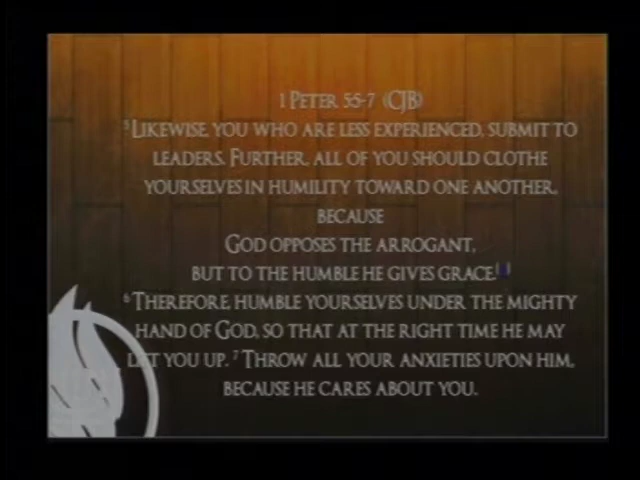 1 Peter 5:5-7 (CJB)
5 Likewise, you who are less experienced, submit to
leaders. Further, all of you should clothe
yourselves in humility toward one another,
because
God opposes the arrogant,
but to the humble he gives grace.
6 Therefore, humble yourselves under the mighty
hand of God, so that at the right time he may
you up. 7 Throw all your anxieties upon him,
because he cares about you.